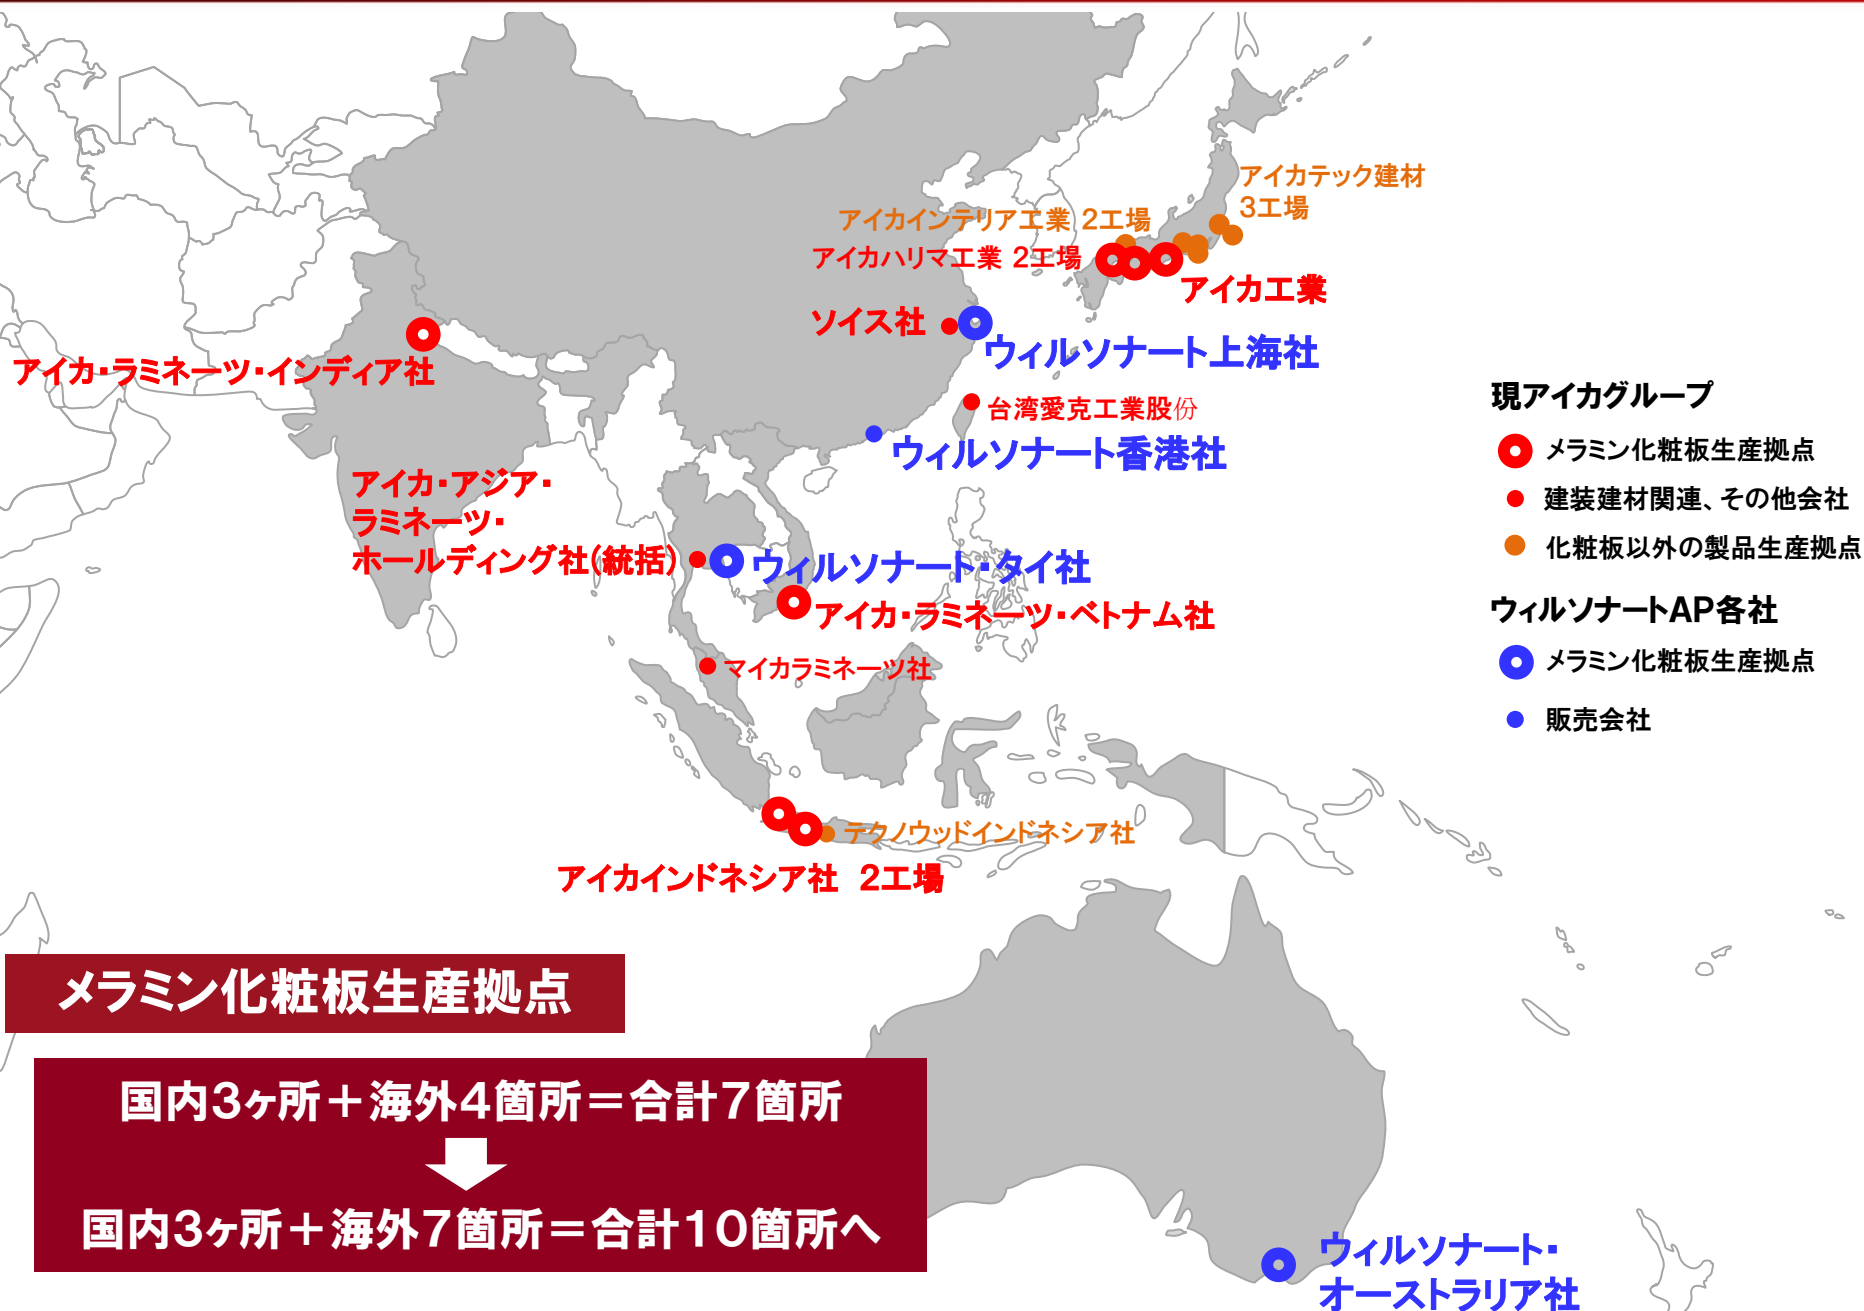 アイカテック建材
3工場
アイカインテリア工業 2工場
アイカハリマ工業 2工場
アイカ工業
ソイス社
ウィルソナート上海社
アイカ・ラミネーツ・インディア社
台湾愛克工業股份
ウィルソナート香港社
アイカ・アジア・
ラミネーツ・
ホールディング社(統括)
ウィルソナート・タイ社
アイカ・ラミネーツ・ベトナム社
マイカラミネーツ社
テクノウッドインドネシア社
アイカインドネシア社 2工場
ウィルソナート・
オーストラリア社
現アイカグループ
メラミン化粧板生産拠点
建装建材関連、その他会社
化粧板以外の製品生産拠点
ウィルソナートAP各社
メラミン化粧板生産拠点
販売会社
メラミン化粧板生産拠点
国内3ヶ所＋海外4箇所＝合計7箇所
国内3ヶ所＋海外7箇所＝合計10箇所へ